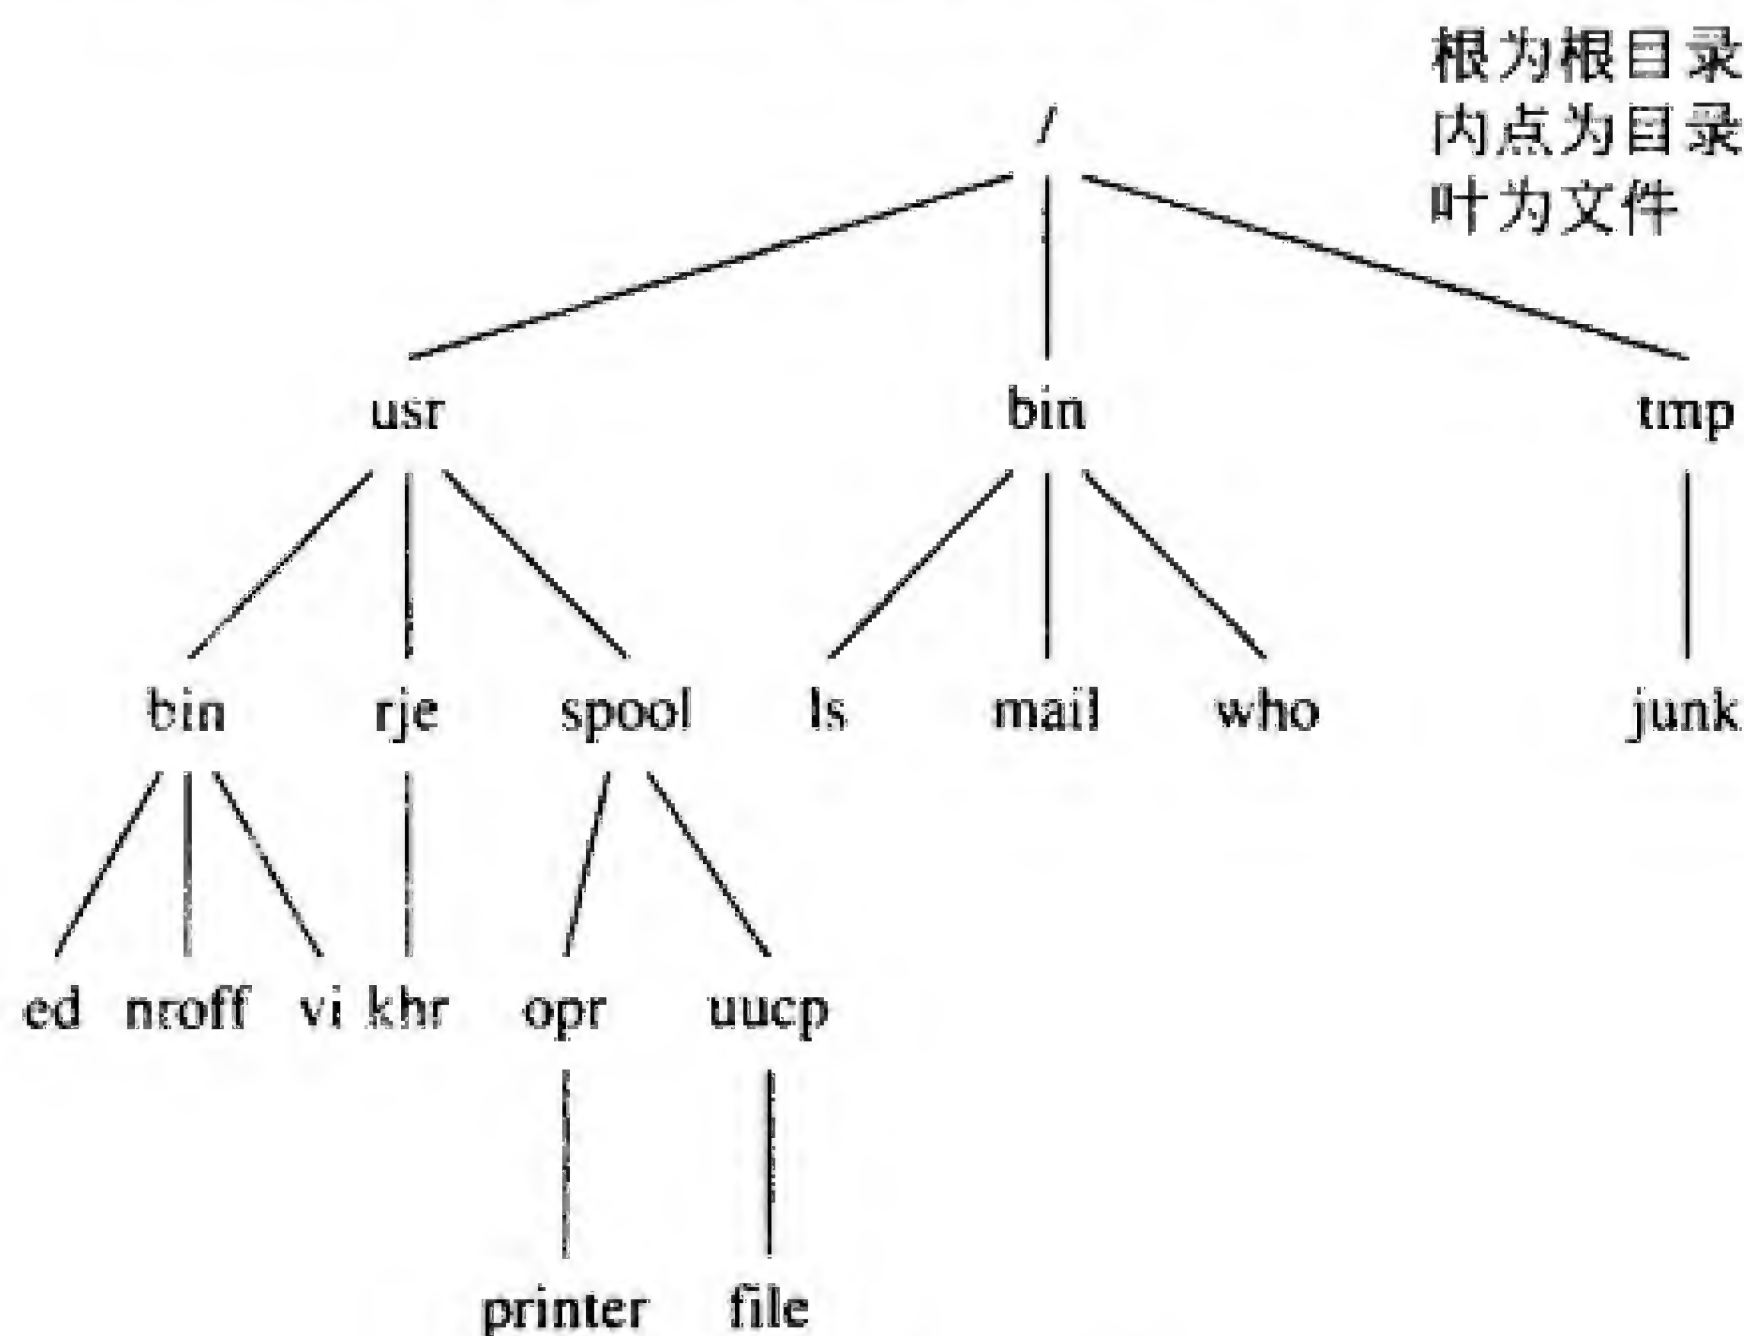 根为根目录
内点为目录
叶为文件
/
usr bin tmp
bin rje spool ls mail who junk
ed nroff vi khr opr uucp
printer file